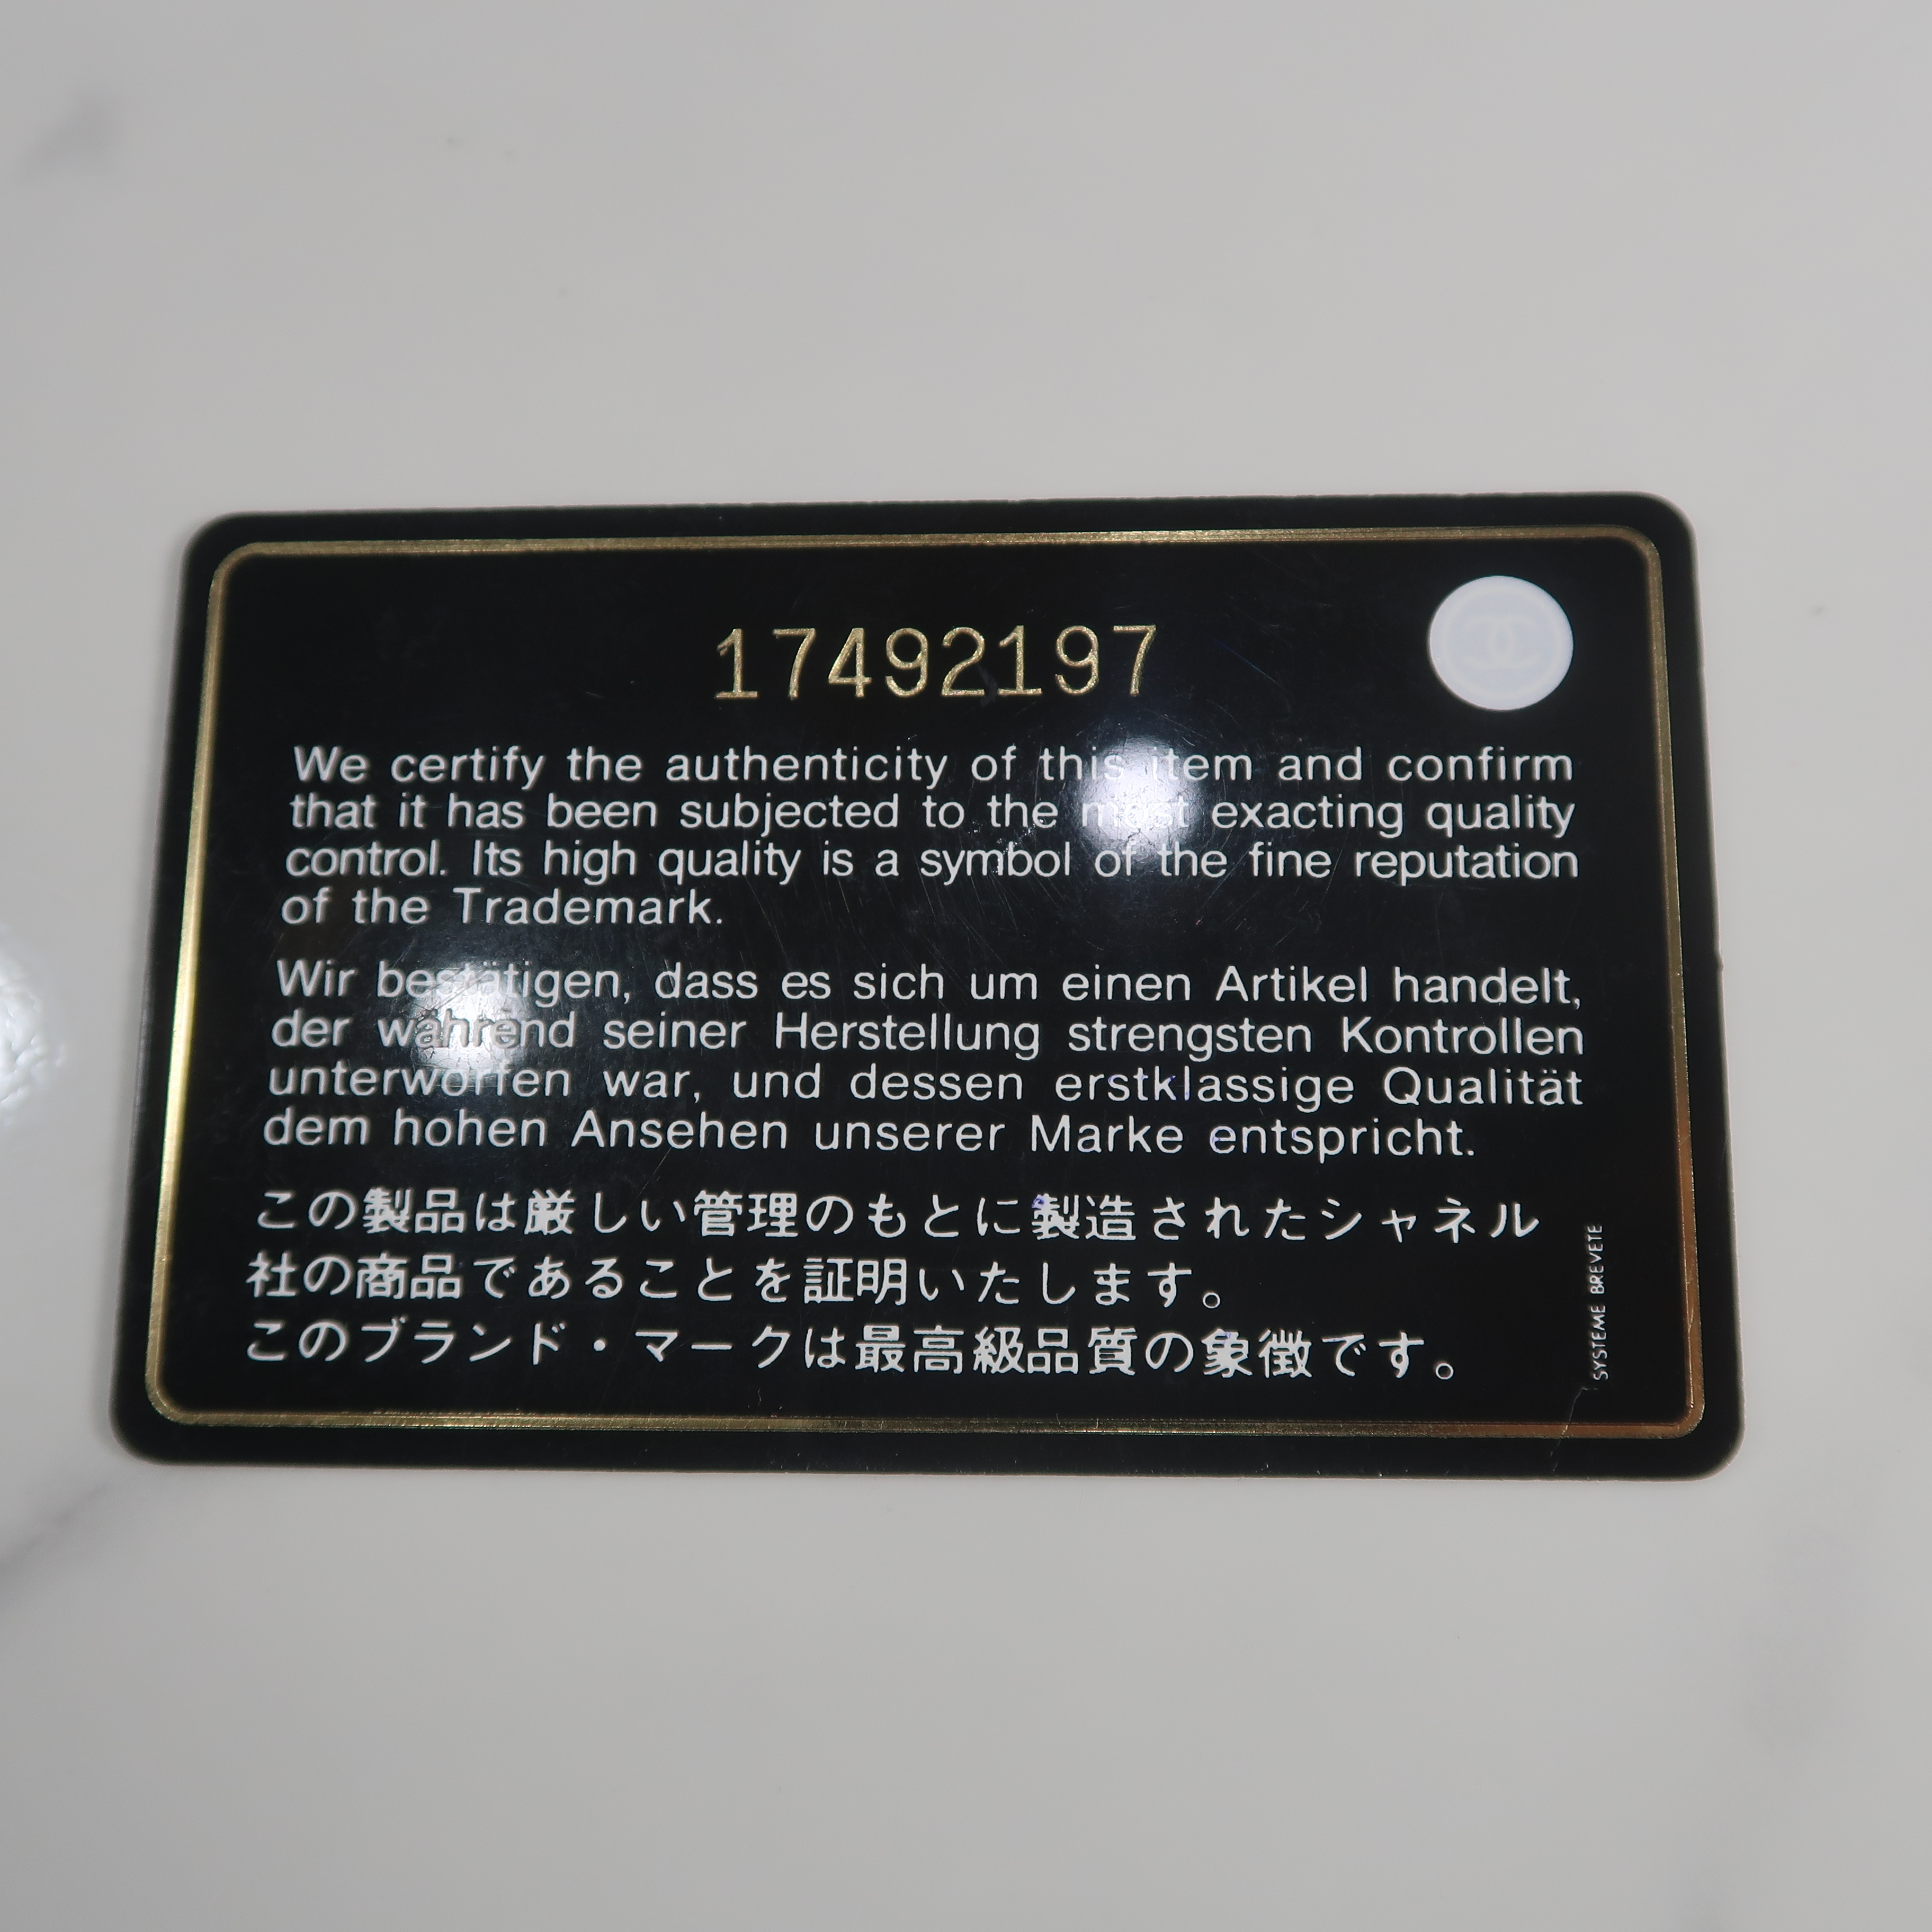 17492197
We certify the authenticity of this item and confirm
that it has been subjected to the most exacting quality
control. Its high quality is a symbol of the fine reputation
of the Trademark.
Wir bestätigen, dass es sich um einen Artikel handelt,
der während seiner Herstellung strengsten Kontrollen
unterworfen war, und dessen erstklassige Qualität
dem hohen Ansehen unserer Marke entspricht.
この製品は厳しい管理のもとに製造されたシャネル
社の商品であることを証明いたします。
このブランド・マークは最高級品質の象徴です。
SYSTEME BREVETE